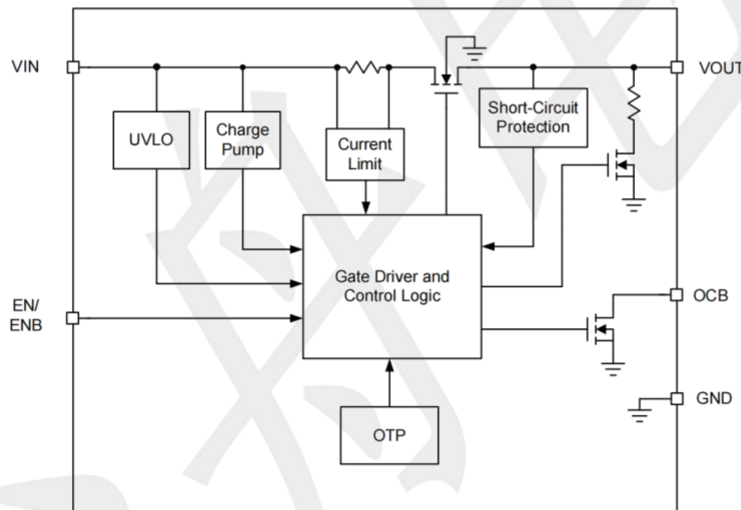 VIN
VOUT
UVLO
Charge
Pump
Current
Limit
Short-Circuit
Protection
Gate Driver and
Control Logic
EN/
ENB
OCB
GND
OTP